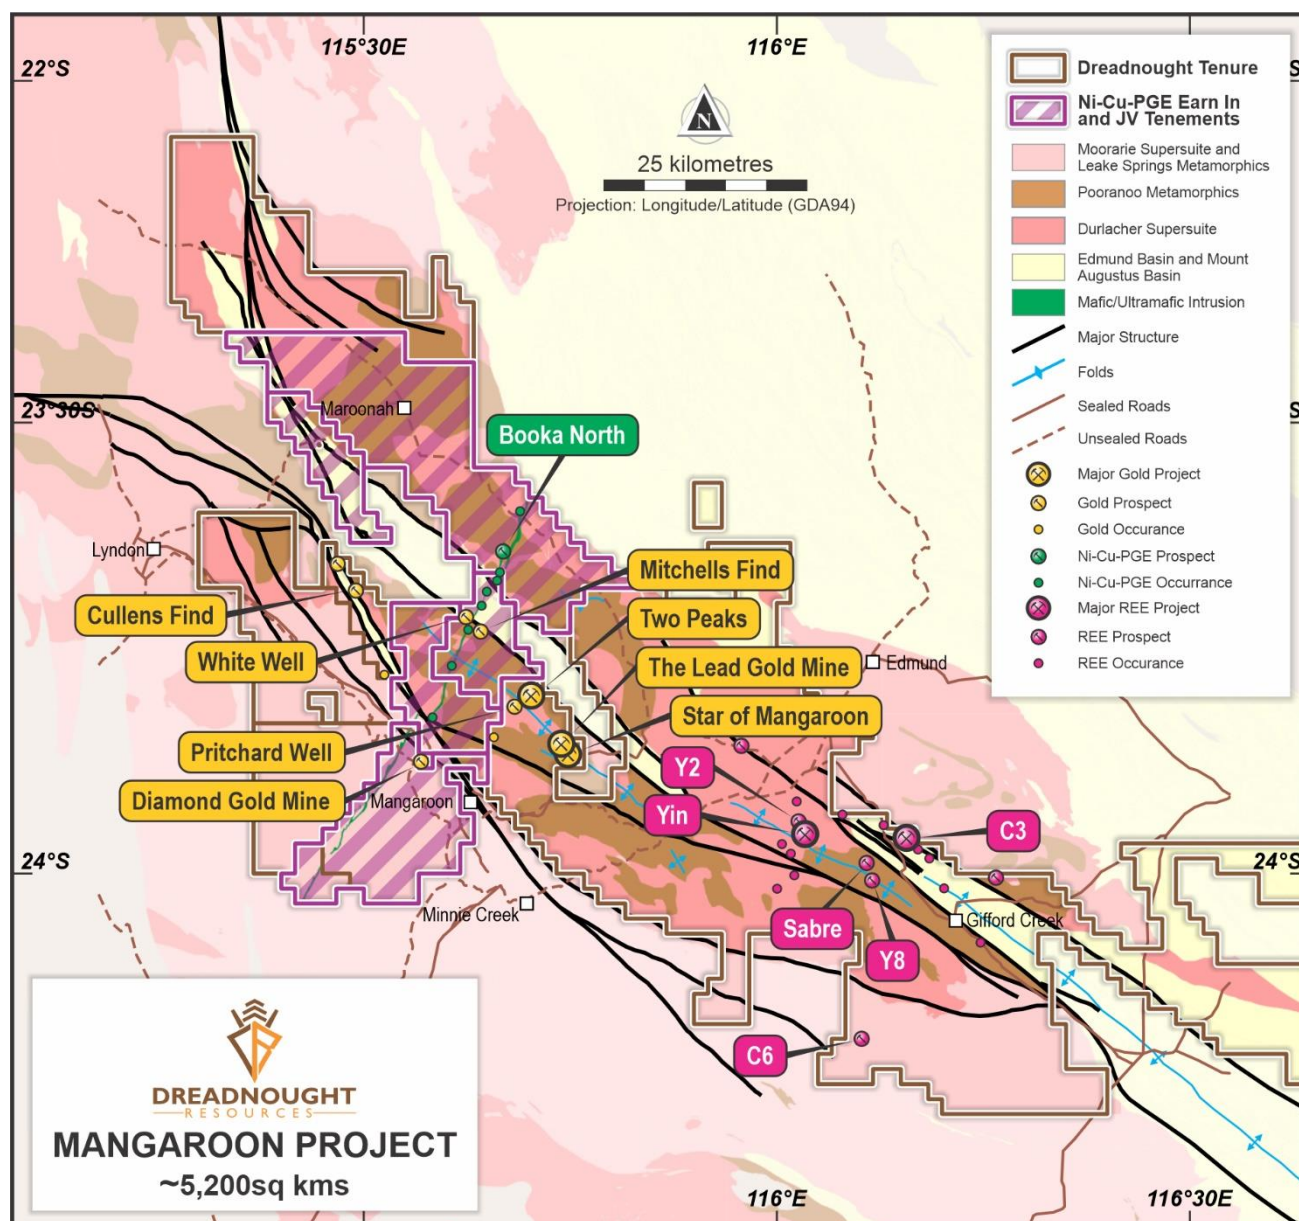 115°30E
116°E
22°S
S
N
25 kilometres
Projection: Longitude/Latitude (GDA94)
Dreadnought Tenure
Ni-Cu-PGE Earn In
and JV Tenements
Moorarie Supersuite and
Leake Springs Metamorphics
Pooranoo Metamorphics
Durlacher Supersuite
Edmund Basin and Mount
Augustus Basin
Mafic/Ultramafic Intrusion
Major Structure
Folds
Sealed Roads
Unsealed Roads
Major Gold Project
Gold Prospect
Gold Occurance
Ni-Cu-PGE Prospect
Ni-Cu-PGE Occurrance
Major REE Project
REE Prospect
REE Occurance
23°30S
S
Maroonah
Booka North
Lyndon
Mitchells Find
Cullens Find
Two Peaks
White Well
The Lead Gold Mine
Edmund
Star of Mangaroon
Pritchard Well
Y2
Diamond Gold Mine
Mangaroon
Yin
C3
24°S
24°S
Minnie Creek
Sabre
Gifford Creek
Y8
C6
DREADNOUGHT
RESOURCES
MANGAROON PROJECT
~5,200sq kms
116°E
116°30E